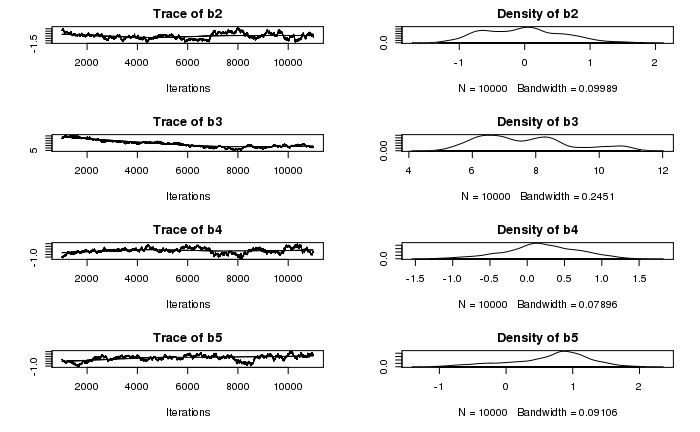 Trace of b2
-1.5
2000 4000 6000 8000 10000
Iterations
Density of b2
0.0
-1 0 1 2
N = 10000 Bandwidth = 0.09989
Trace of b3
5
2000 4000 6000 8000 10000
Iterations
Density of b3
0.00
4 6 8 10 12
N = 10000 Bandwidth = 0.2451
Trace of b4
-1.0
2000 4000 6000 8000 10000
Iterations
Density of b4
0.0
-1.5 -1.0 -0.5 0.0 0.5 1.0 1.5
N = 10000 Bandwidth = 0.07896
Trace of b5
-1.0
2000 4000 6000 8000 10000
Iterations
Density of b5
0.0
-1 0 1 2
N = 10000 Bandwidth = 0.09106